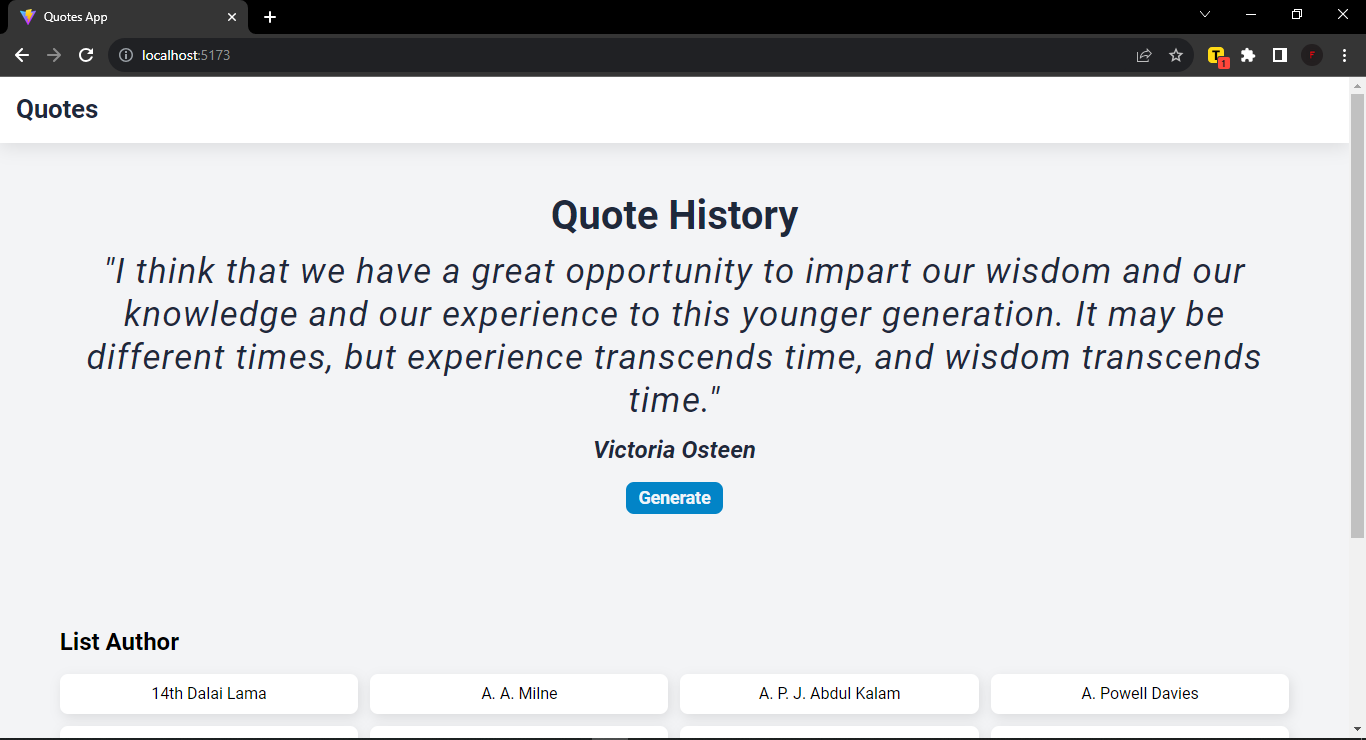 Quotes App
localhost:5173
T
1
F
Quotes
Quote History
"I think that we have a great opportunity to impart our wisdom and our
knowledge and our experience to this younger generation. It may be
different times, but experience transcends time, and wisdom transcends
time."
Victoria Osteen
Generate
List Author
14th Dalai Lama
A. A. Milne
A. P. J. Abdul Kalam
A. Powell Davies